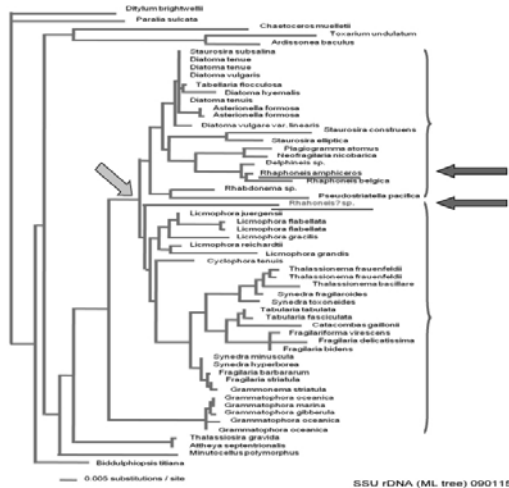 Ditylum brightwellii
Paralia sulcata
Chaetoceros muellerii
Toxarium undulatum
Ardissonea baculus
Staurosira subsalina
Diatoma tenue
Diatoma tenue
Diatoma vulgaris
Tabellaria flocculosa
Diatoma hyemalis
Diatoma tenuis
Asterionella formosa
Asterionella formosa
Diatoma vulgare var. linearis
Staurosira construens
Staurosira elliptica
Plagiogramma atomus
Neofragilaria nicobarica
Delphineis sp.
Rhaphoneis amphiceros
Rhaphoneis belgica
Rhabdonema sp.
Pseudostriatella pacifica
Rhahoneis? sp.
Licmophora juergensii
Licmophora flabellata
Licmophora flabellata
Licmophora gracilis
Licmophora reichardtii
Licmophora grandis
Cyclophora tenuis
Thalassionema frauenfeldii
Thalassionema frauenfeldii
Thalassionema bacillare
Synedra fragilaroides
Synedra toxoneides
Tabularia tabulata
Tabularia fasciculata
Catacombas gaillonii
Fragilariforma virescens
Fragilaria delicatissima
Fragilaria bidens
Synedra minuscula
Synedra hyperborea
Fragilaria barbararum
Fragilaria striatula
Grammonema striatula
Grammatophora oceanica
Grammatophora marina
Grammatophora gibberula
Grammatophora oceanica
Grammatophora oceanica
Thalassiosira gravida
Attheya septentrionalis
Minutocellus polymorphus
Biddulphiopsis titiana
0.005 substitutions / site
SSU rDNA (ML tree) 090115